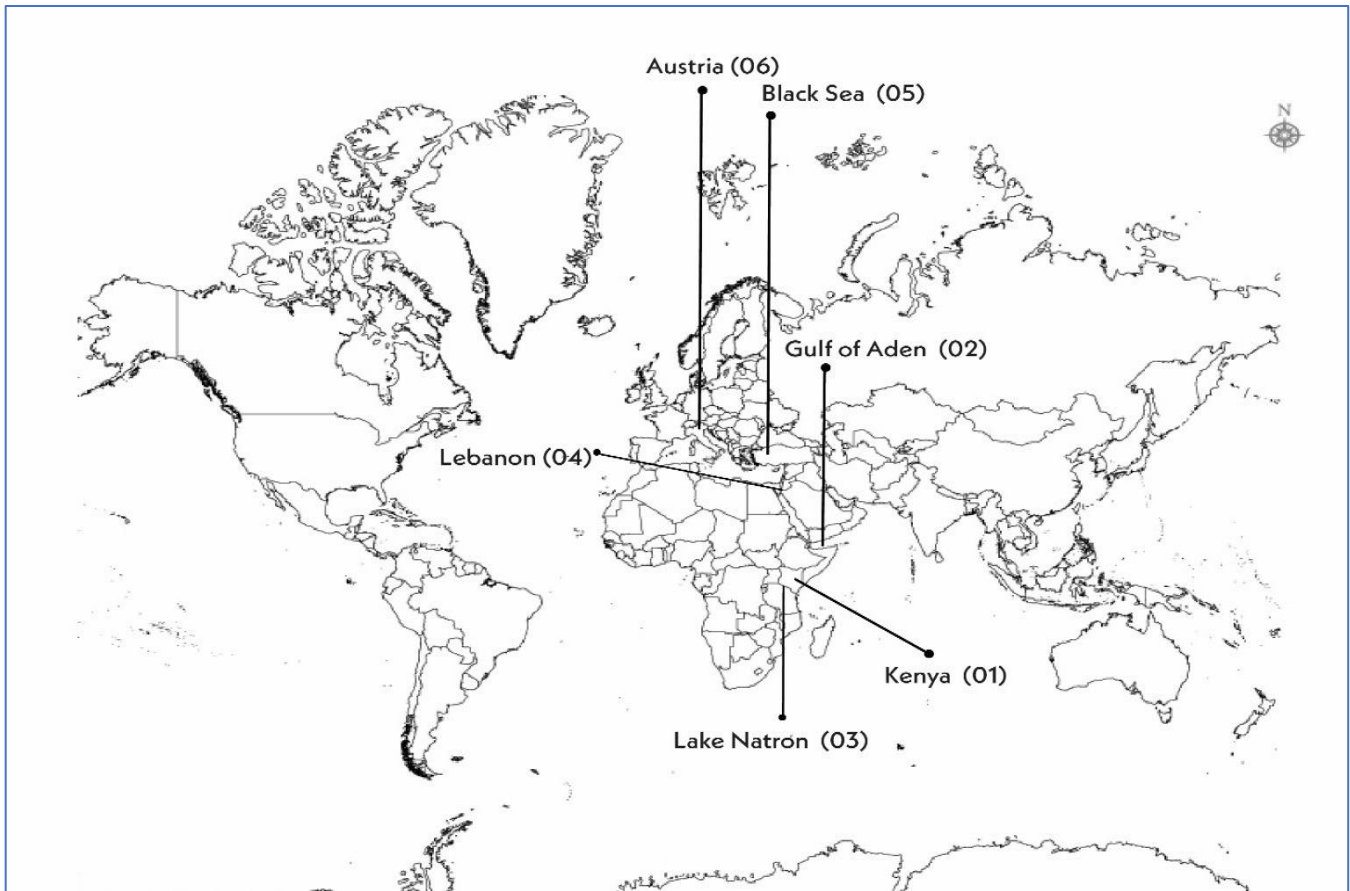 Austria (06)
Black Sea (05)
N
Gulf of Aden (02)
Lebanon (04)
Kenya (01)
Lake Natron (03)